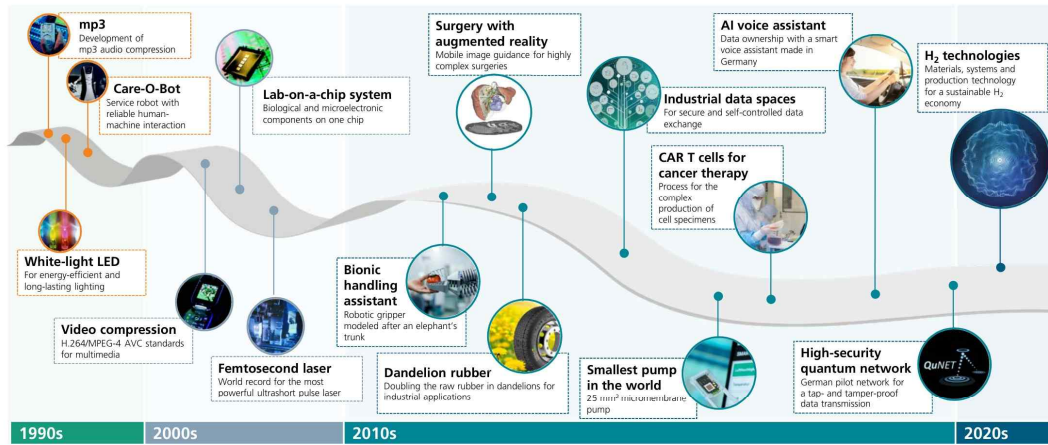 mp3
Development of
mp3 audio compression
Care-O-Bot
Service robot with
reliable human-
machine interaction
White-light LED
For energy-efficient and
long-lasting lighting
Lab-on-a-chip system
Biological and microelectronic
components on one chip
Video compression
H.264/MPEG-4 AVC standards
for multimedia
Femtosecond laser
World record for the most
powerful ultrashort pulse laser
Surgery with
augmented reality
Mobile image guidance for highly
complex surgeries
Bionic
handling
assistant
Robotic gripper
modeled after an elephant's
trunk
Dandelion rubber
Doubling the raw rubber in dandelions for
industrial applications
Industrial data spaces
For secure and self-controlled data
exchange
CAR T cells for
cancer therapy
Process for the
complex
production of
cell specimens
Smallest pump
in the world
25 mm² micromembrane
pump
AI voice assistant
Data ownership with a smart
voice assistant made in
Germany
High-security
quantum network
German pilot network for
a tap- and tamper-proof
data transmission
QuNET
H₂ technologies
Materials, systems and
production technology
for a sustainable H₂
economy
1990s
2000s
2010s
2020s